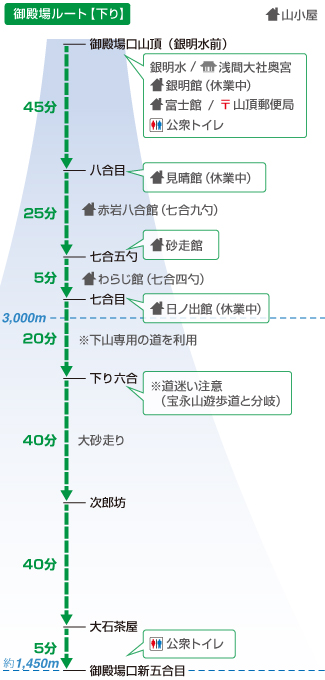 御殿場ルート【下り】
山小屋
御殿場口山頂（銀明水前）
銀明水 / 浅間大社奥宮
銀明館（休業中）
富士館 / 〒山頂郵便局
公衆トイレ
45分
八合目
見晴館（休業中）
25分
赤岩八合館（七合九勺）
砂走館
七合五勺
5分
わらじ館（七合四勺）
七合目
日ノ出館（休業中）
3,000m
20分
※下山専用の道を利用
下り六合
※道迷い注意
（宝永山遊歩道と分岐）
40分
大砂走り
次郎坊
40分
大石茶屋
5分
公衆トイレ
約1,450m
御殿場口新五合目